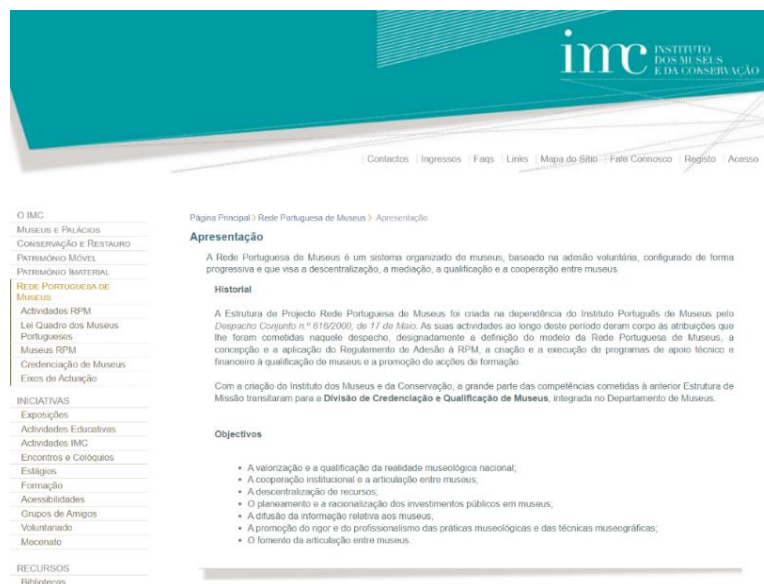 imc INSTITUTO
DOS MUSEUS
E DA CONSERVAÇÃO
Contactos | Ingressos | Faqs | Links | Mapa do Sítio | Fale Connosco | Registo | Acesso
O IMC
Museus e Palácios
Conservação e Restauro
Património Móvel
Património Imaterial
Rede Portuguesa de
Museus
Actividades RPM
Lei Quadro dos Museus
Portugueses
Museus RPM
Credenciação de Museus
Eixos de Actuação
INICIATIVAS
Exposições
Actividades Educativas
Actividades IMC
Encontros e Colóquios
Estágios
Formação
Acessibilidades
Grupos de Amigos
Voluntariado
Mecenato
RECURSOS
Bibliotecas
Página Principal > Rede Portuguesa de Museus > Apresentação
Apresentação
A Rede Portuguesa de Museus é um sistema organizado de museus, baseado na adesão voluntária, configurado de forma
progressiva e que visa a descentralização, a mediação, a qualificação e a cooperação entre museus.
Historial
A Estrutura de Projecto Rede Portuguesa de Museus foi criada na dependência do Instituto Português de Museus pelo
Despacho Conjunto n.º 616/2000, de 17 de Maio. As suas actividades ao longo deste período deram corpo às atribuições que
lhe foram cometidas naquele despacho, designadamente a definição do modelo da Rede Portuguesa de Museus, a
concepção e a aplicação do Regulamento de Adesão à RPM, a criação e a execução de programas de apoio técnico e
financeiro à qualificação de museus e a promoção de acções de formação.
Com a criação do Instituto dos Museus e da Conservação, a grande parte das competências cometidas à anterior Estrutura de
Missão transitaram para a Divisão de Credenciação e Qualificação de Museus, integrada no Departamento de Museus.
Objectivos
• A valorização e a qualificação da realidade museológica nacional;
• A cooperação institucional e a articulação entre museus;
• A descentralização de recursos;
• O planeamento e a racionalização dos investimentos públicos em museus;
• A difusão da informação relativa aos museus;
• A promoção do rigor e do profissionalismo das práticas museológicas e das técnicas museográficas;
• O fomento da articulação entre museus.